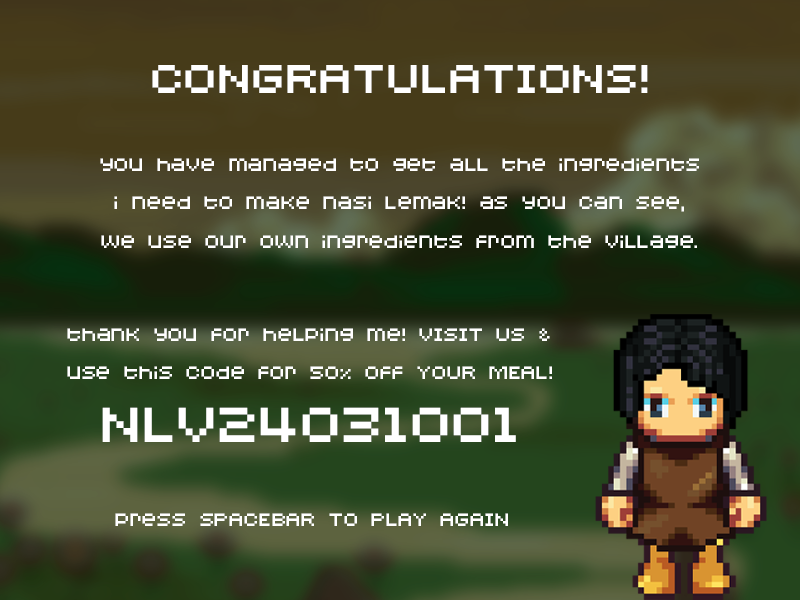 CONGRATULATIONS!
you have managed to get all the ingredients
i need to make nasi lemak! as you can see,
we use our own ingredients from the village.
thank you for helping me! VISIT US &
use this code for 50% OFF YOUR MEAL!
NLV24031001
press SPACEBAR TO PLAY AGAIN